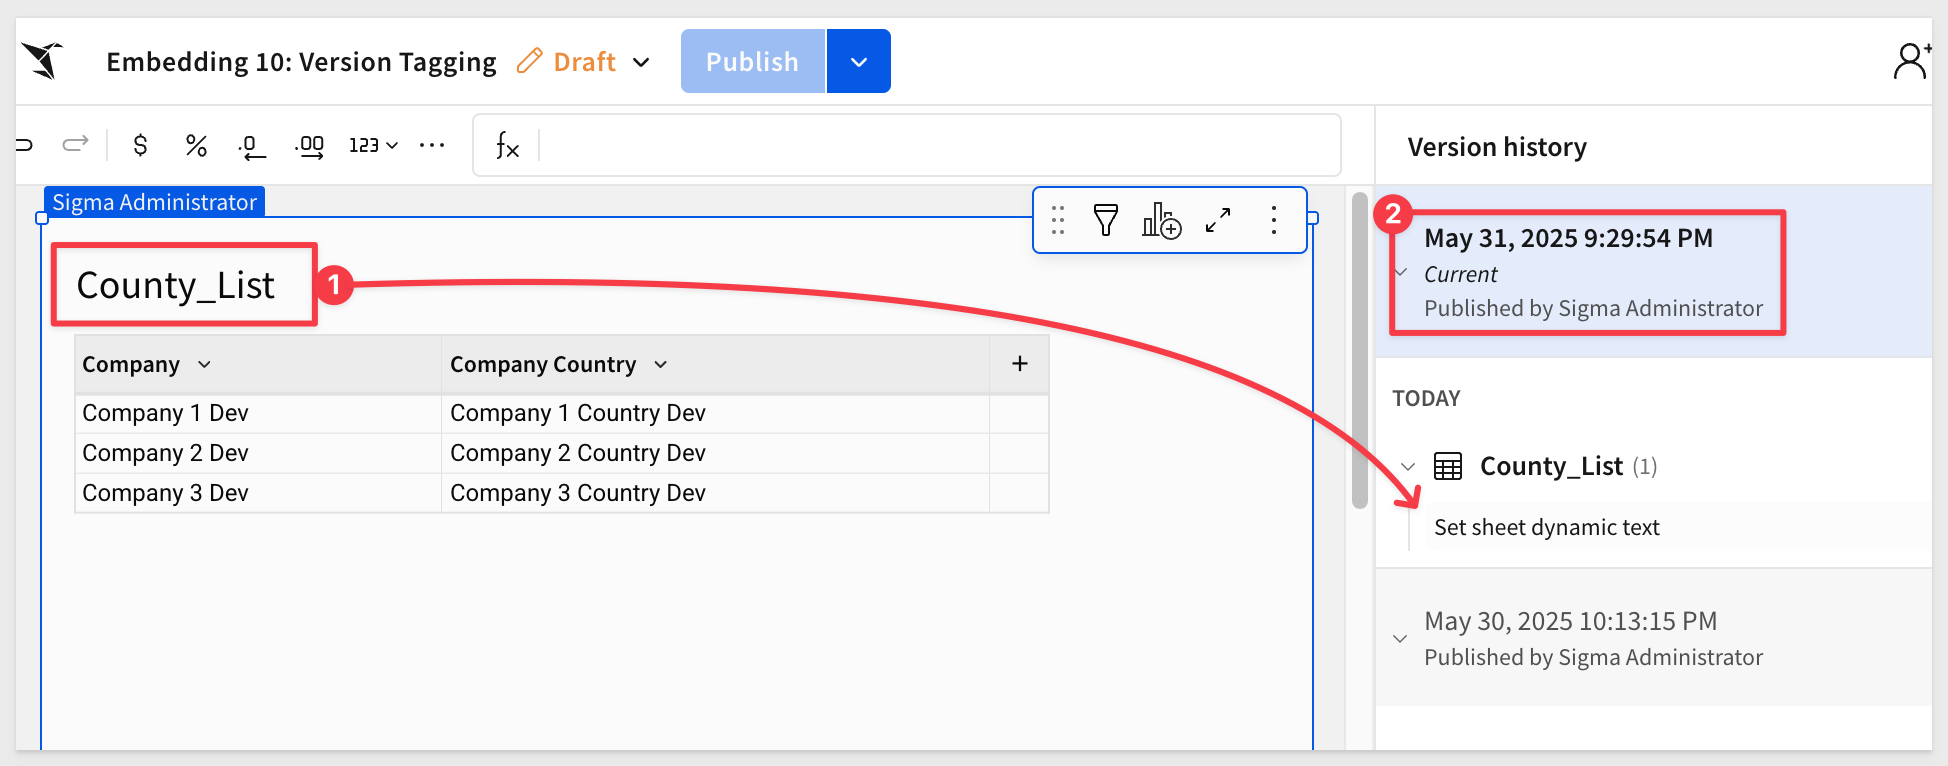 Embedding 10: Version Tagging Draft Publish
$ % .0 .00 123 ... fx
Version history
Sigma Administrator
County_List
1
Company Company Country +
Company 1 Dev Company 1 Country Dev
Company 2 Dev Company 2 Country Dev
Company 3 Dev Company 3 Country Dev
2
May 31, 2025 9:29:54 PM
Current
Published by Sigma Administrator
TODAY
County_List (1)
Set sheet dynamic text
May 30, 2025 10:13:15 PM
Published by Sigma Administrator